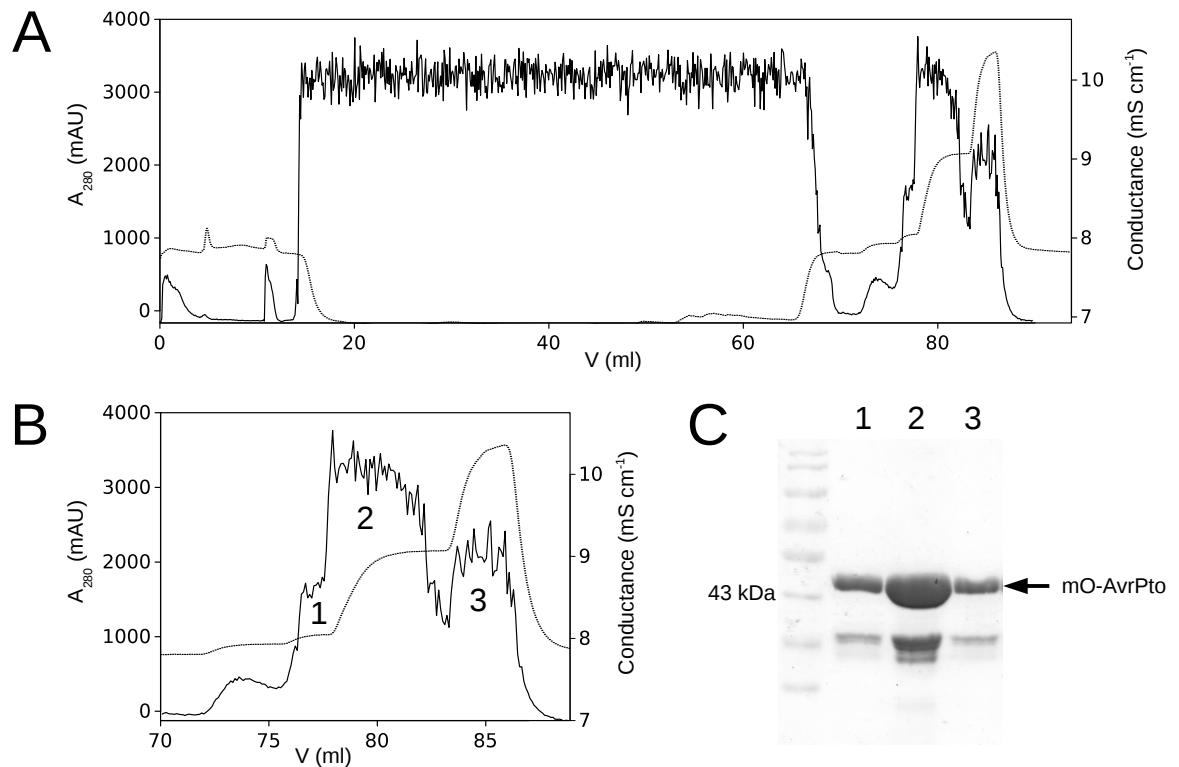 A
4000
3000
2000
1000
0
A280 (mAU)
10
9
8
7
Conductance (mS cm-1)
0 20 40 60 80
V (ml)
B
4000
3000
2000
1000
0
A280 (mAU)
1
2
3
10
9
8
7
Conductance (mS cm-1)
70 75 80 85
V (ml)
C
1 2 3
43 kDa
mO-AvrPto